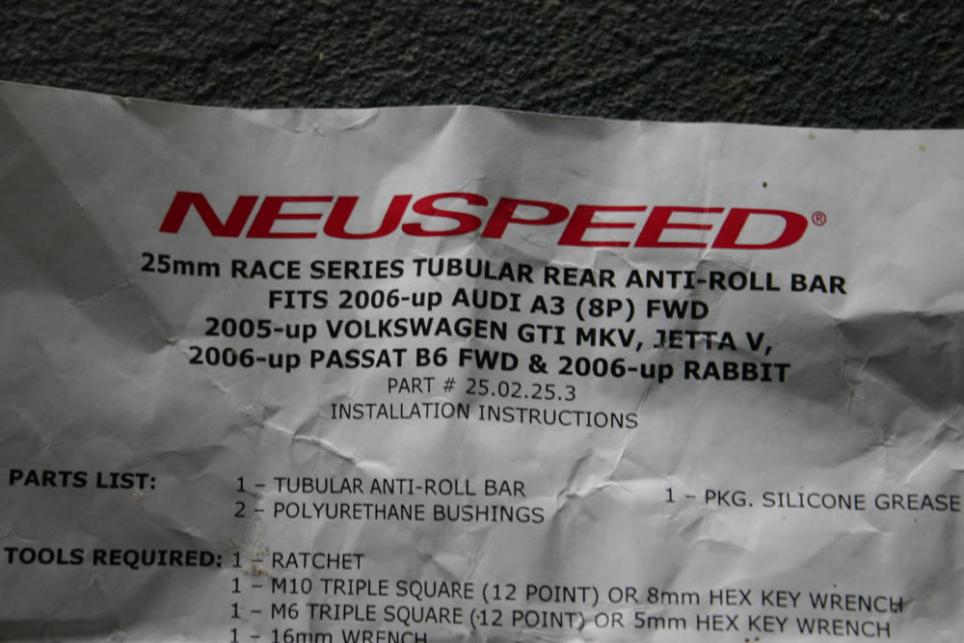 NEUSPEED®
25mm RACE SERIES TUBULAR REAR ANTI-ROLL BAR
FITS 2006-up AUDI A3 (8P) FWD
2005-up VOLKSWAGEN GTI MKV, JETTA V,
2006-up PASSAT B6 FWD & 2006-up RABBIT
PART # 25.02.25.3
INSTALLATION INSTRUCTIONS
PARTS LIST: 1 – TUBULAR ANTI-ROLL BAR 1 – PKG. SILICONE GREASE
2 – POLYURETHANE BUSHINGS
TOOLS REQUIRED: 1 – RATCHET
1 – M10 TRIPLE SQUARE (12 POINT) OR 8mm HEX KEY WRENCH
1 – M6 TRIPLE SQUARE (12 POINT) OR 5mm HEX KEY WRENCH
1 – 16mm WRENCH